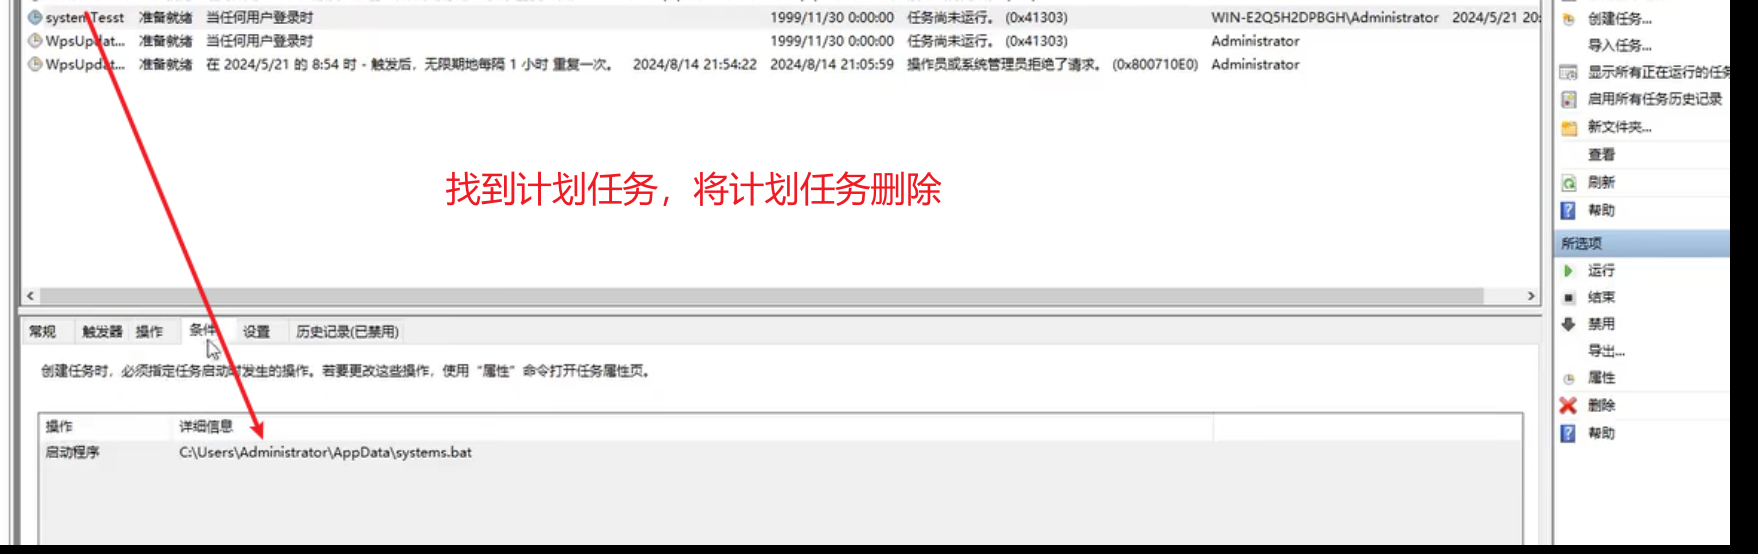 systemTesst 准备就绪 当任何用户登录时 1999/11/30 0:00:00 任务尚未运行。 (0x41303) WIN-E2Q5H2DPBGH\Administrator 2024/5/21 20:
WpsUpdat... 准备就绪 当任何用户登录时 1999/11/30 0:00:00 任务尚未运行。 (0x41303) Administrator
WpsUpdat... 准备就绪 在 2024/5/21 的 8:54 时 - 触发后，无限期地每隔 1 小时 重复一次。 2024/8/14 21:54:22 2024/8/14 21:05:59 操作员或系统管理员拒绝了请求。 (0x800710E0) Administrator
找到计划任务，将计划任务删除
常规 触发器 操作 条件 设置 历史记录(已禁用)
创建任务时，必须指定任务启动时发生的操作。若要更改这些操作，使用“属性”命令打开任务属性页。
操作 详细信息
启动程序 C:\Users\Administrator\AppData\systems.bat
创建任务...
导入任务...
显示所有正在运行的任务
启用所有任务历史记录
新文件夹...
查看
刷新
帮助
所选项
运行
结束
禁用
导出...
属性
删除
帮助